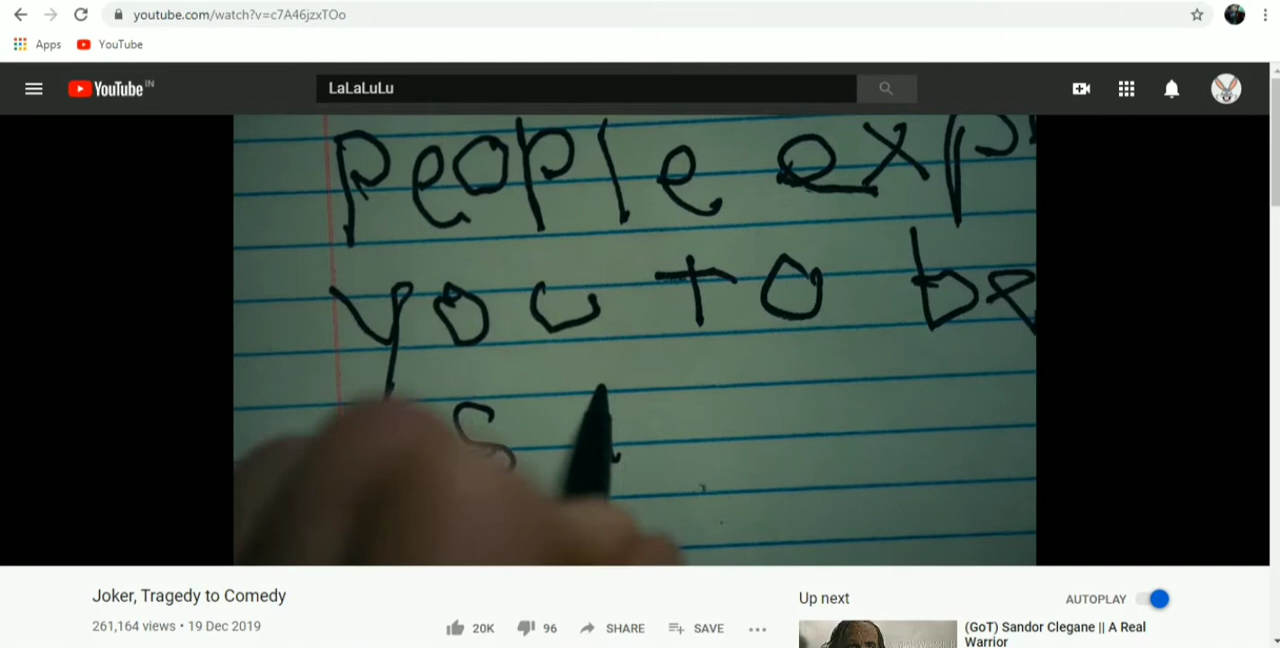 youtube.com/watch?v=c7A46jzxTOo
Apps YouTube
YouTube IN LaLaLuLu
People exp
you to be
S
Joker, Tragedy to Comedy
261,164 views • 19 Dec 2019
20K 96 SHARE SAVE
Up next AUTOPLAY
(GoT) Sandor Clegane || A Real
Warrior